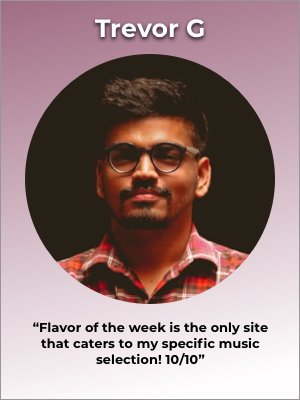 Trevor G
“Flavor of the week is the only site
that caters to my specific music
selection! 10/10”